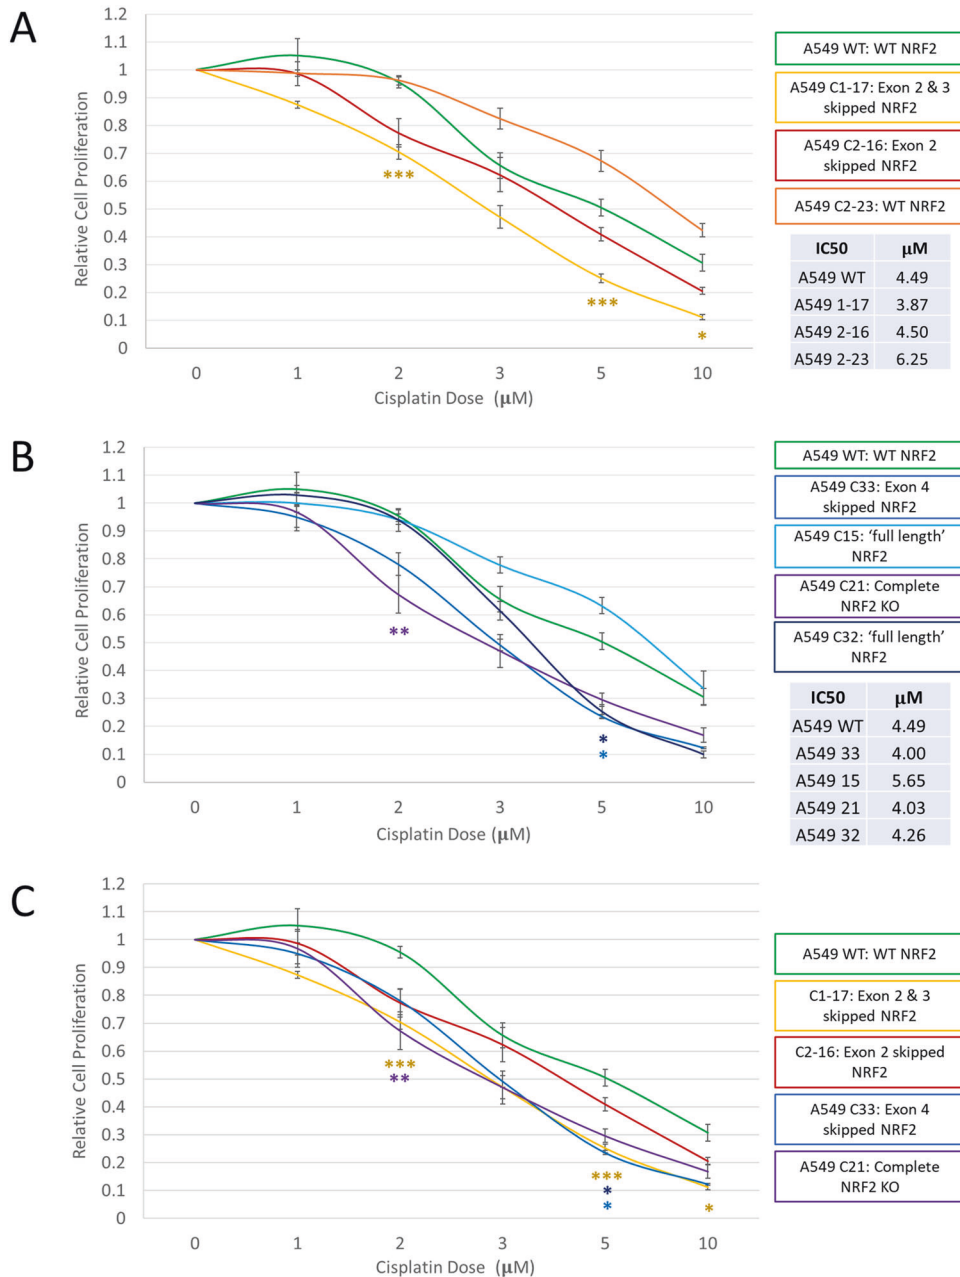 A
1.2
1.1
1
0.9
0.8
0.7
0.6
0.5
0.4
0.3
0.2
0.1
0
Relative Cell Proliferation
***
***
*
0 1 2 3 5 10
Cisplatin Dose (μM)
A549 WT: WT NRF2
A549 C1-17: Exon 2 & 3
skipped NRF2
A549 C2-16: Exon 2
skipped NRF2
A549 C2-23: WT NRF2
IC50 μM
A549 WT 4.49
A549 1-17 3.87
A549 2-16 4.50
A549 2-23 6.25
B
1.2
1.1
1
0.9
0.8
0.7
0.6
0.5
0.4
0.3
0.2
0.1
0
Relative Cell Proliferation
**
*
*
0 1 2 3 5 10
Cisplatin Dose (μM)
A549 WT: WT NRF2
A549 C33: Exon 4
skipped NRF2
A549 C15: ‘full length’
NRF2
A549 C21: Complete
NRF2 KO
A549 C32: ‘full length’
NRF2
IC50 μM
A549 WT 4.49
A549 33 4.00
A549 15 5.65
A549 21 4.03
A549 32 4.26
C
1.2
1.1
1
0.9
0.8
0.7
0.6
0.5
0.4
0.3
0.2
0.1
0
Relative Cell Proliferation
***
**
***
*
*
*
0 1 2 3 5 10
Cisplatin Dose (μM)
A549 WT: WT NRF2
C1-17: Exon 2 & 3
skipped NRF2
C2-16: Exon 2 skipped
NRF2
A549 C33: Exon 4
skipped NRF2
A549 C21: Complete
NRF2 KO